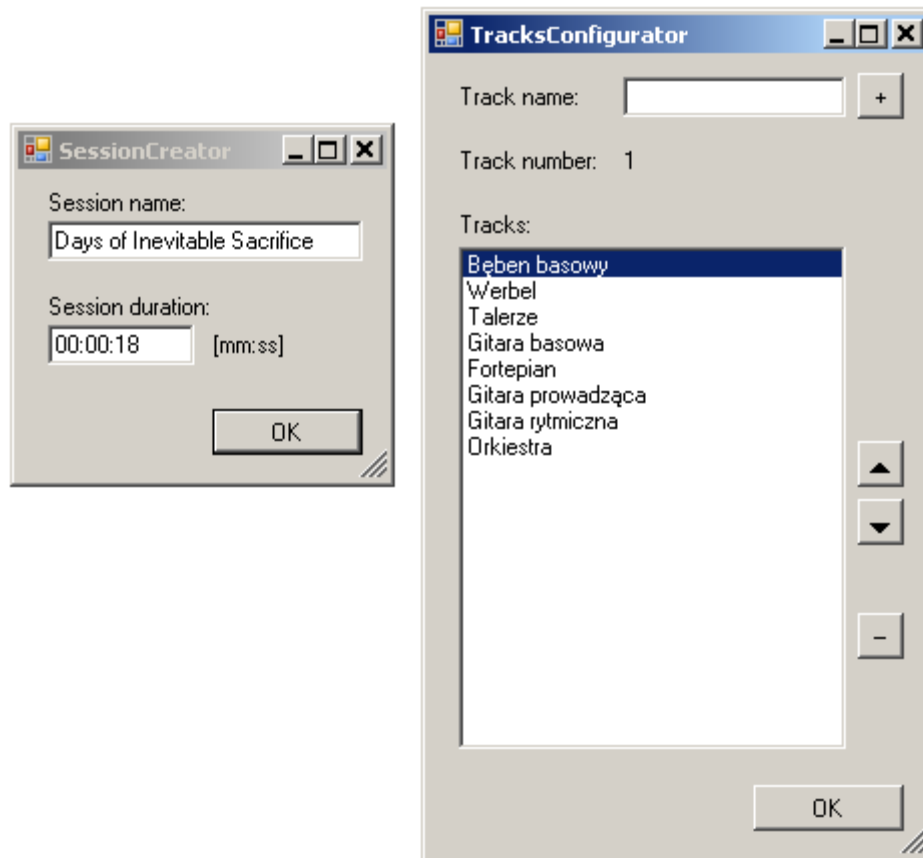 SessionCreator
Session name:
Days of Inevitable Sacrifice
Session duration:
00:00:18 [mm:ss]
OK
TracksConfigurator
Track name: +
Track number: 1
Tracks:
Bęben basowy
Werbel
Talerze
Gitara basowa
Fortepian
Gitara prowadząca
Gitara rytmiczna
Orkiestra
−
OK